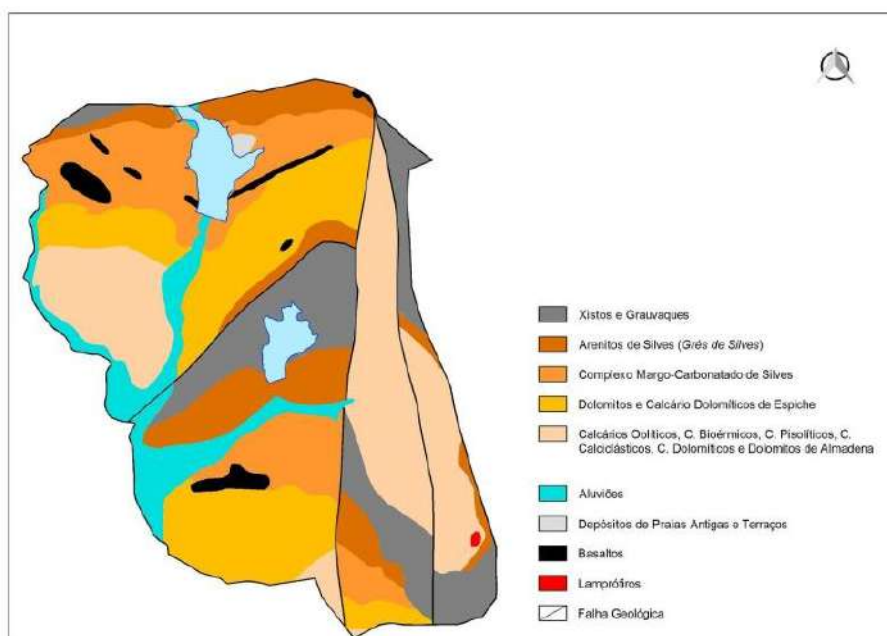 Xistos e Grauvaques
Arenitos de Silves (Grés de Silves)
Complexo Margo-Carbonatado de Silves
Dolomitos e Calcário Dolomíticos de Espiche
Calcários Oolíticos, C. Bioérmicos, C. Pisolíticos, C.
Calciclásticos, C. Dolomíticos e Dolomitos de Almadena
Aluviões
Depósitos de Praias Antigas e Terraços
Basaltos
Lamprófiros
Falha Geológica